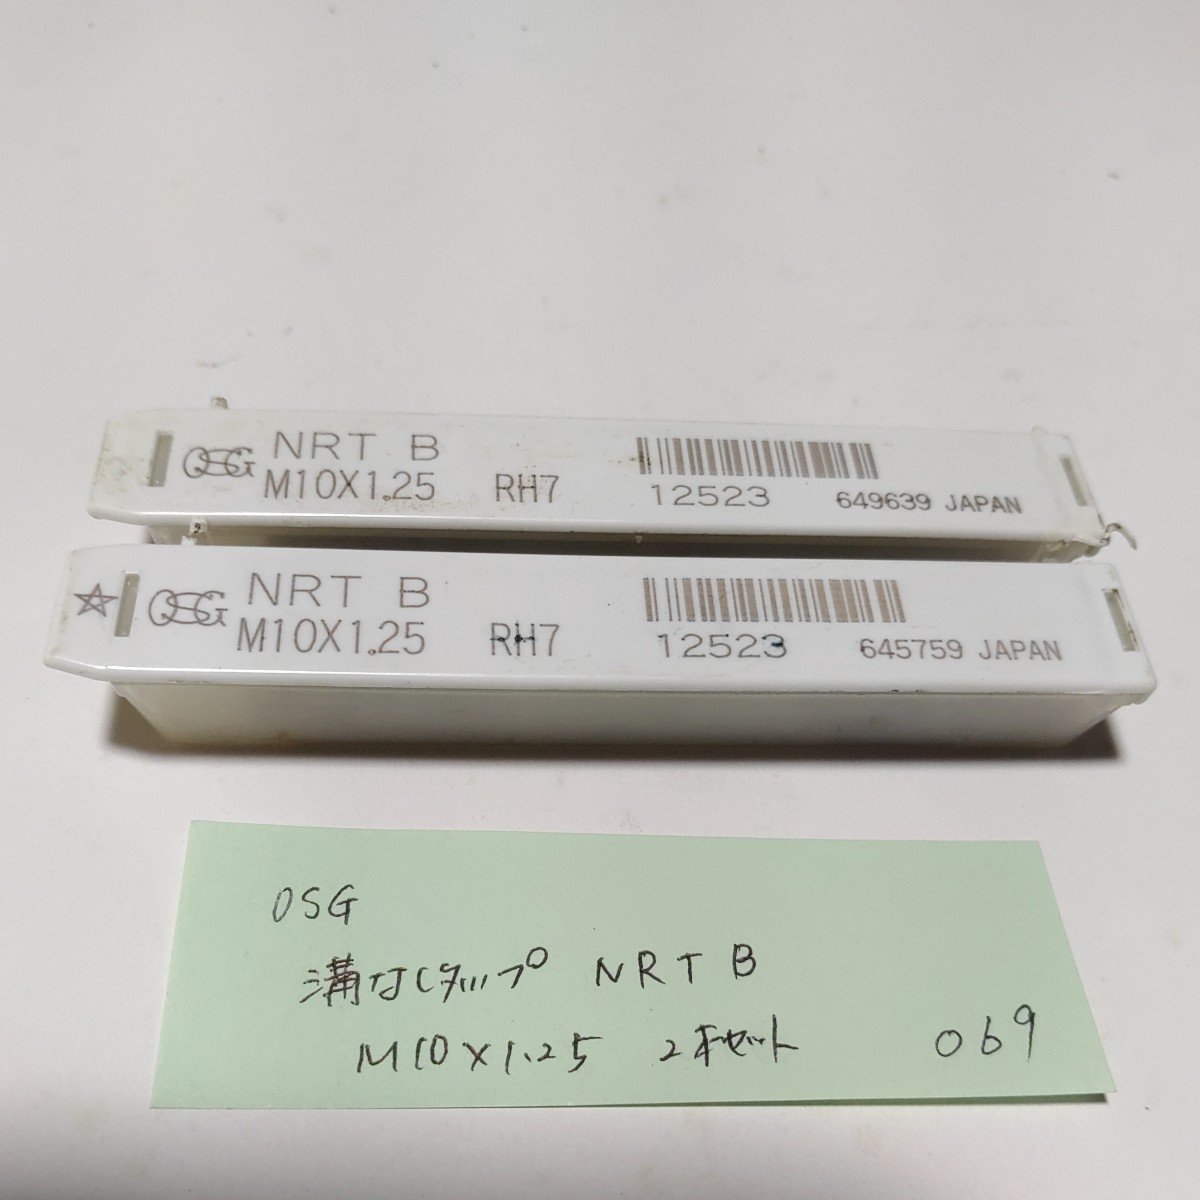 OSG NRT B
M10X1.25 RH7 12523 649639 JAPAN
OSG NRT B
M10X1.25 RH7 12523 645759 JAPAN
OSG
溝なしタップ NRT B
M10×1.25 2本セット 069